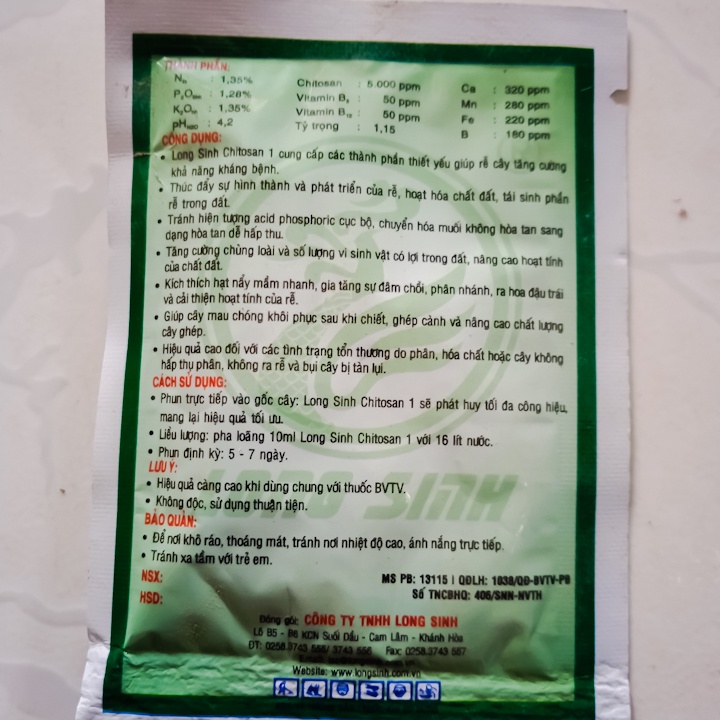 THÀNH PHẦN:
Nts : 1,35% Chitosan : 5.000 ppm Ca : 320 ppm
P₂O₅ : 1,28% Vitamin B : 50 ppm Mn : 280 ppm
K₂O : 1,35% Vitamin B : 50 ppm Fe : 220 ppm
pH : 4,2 Tỷ trọng : 1,15 B : 180 ppm
CÔNG DỤNG:
• Long Sinh Chitosan 1 cung cấp các thành phần thiết yếu giúp rễ cây tăng cường
khả năng kháng bệnh.
• Thúc đẩy sự hình thành và phát triển của rễ, hoạt hóa chất đất, tái sinh phần
rễ trong đất.
• Tránh hiện tượng acid phosphoric cục bộ, chuyển hóa muối không hòa tan sang
dạng hòa tan dễ hấp thu.
• Tăng cường chủng loài và số lượng vi sinh vật có lợi trong đất, nâng cao hoạt tính
của chất đất.
• Kích thích hạt nẩy mầm nhanh, gia tăng sự đâm chồi, phân nhánh, ra hoa đậu trái
và cải thiện hoạt tính của rễ.
• Giúp cây mau chóng khôi phục sau khi chiết, ghép cành và nâng cao chất lượng
cây ghép.
• Hiệu quả cao đối với các tình trạng tổn thương do phân, hóa chất hoặc cây không
hấp thụ phân, không ra rễ và bụi cây bị tàn lụi.
CÁCH SỬ DỤNG:
• Phun trực tiếp vào gốc cây: Long Sinh Chitosan 1 sẽ phát huy tối đa công hiệu,
mang lại hiệu quả tối ưu.
• Liều lượng: pha loãng 10ml Long Sinh Chitosan 1 với 16 lít nước.
• Phun định kỳ: 5 - 7 ngày.
LƯU Ý:
• Hiệu quả càng cao khi dùng chung với thuốc BVTV.
LONG SINH
• Không độc, sử dụng thuận tiện.
BẢO QUẢN:
• Để nơi khô ráo, thoáng mát, tránh nơi nhiệt độ cao, ánh nắng trực tiếp.
• Tránh xa tầm với trẻ em.
NSX: MS PB: 13115 | QĐLH: 1038/QĐ-BVTV-PB
HSD: Số TNCBHQ: 406/SNN-NVTH
Đóng gói: CÔNG TY TNHH LONG SINH
Lô B5 - B6 KCN Suối Dầu - Cam Lâm - Khánh Hòa
ĐT: 0258.3743 555/ 3743 556 Fax: 0258.3743 557
Website: www.longsinh.com.vn